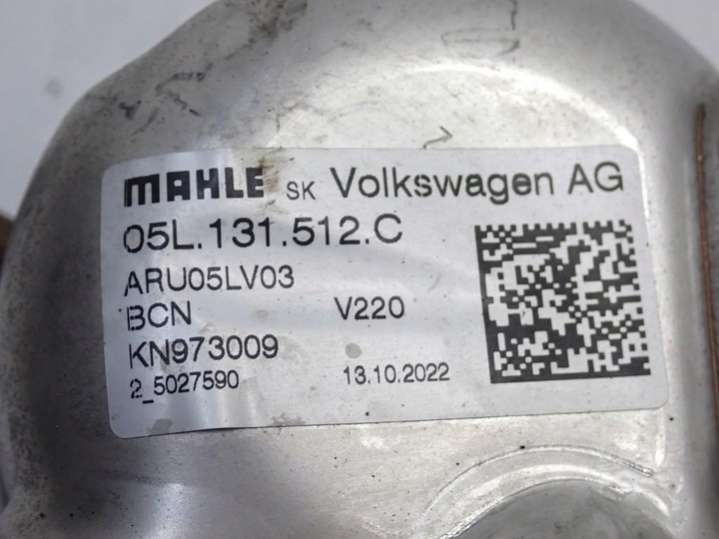 MAHLE SK Volkswagen AG
05L.131.512.C
ARU05LV03
BCN V220
KN973009
2_5027590 13.10.2022